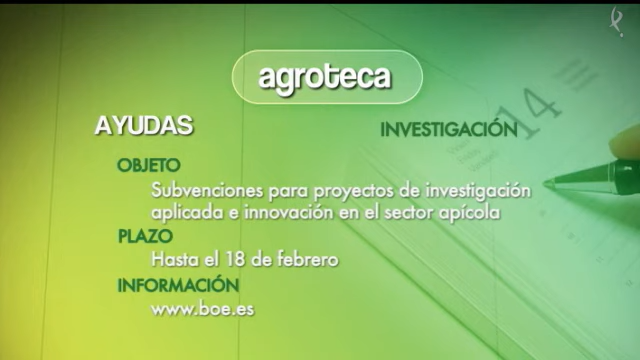 agroteca
AYUDAS
INVESTIGACIÓN
OBJETO
Subvenciones para proyectos de investigación
aplicada e innovación en el sector apícola
PLAZO
Hasta el 18 de febrero
INFORMACIÓN
www.boe.es
14